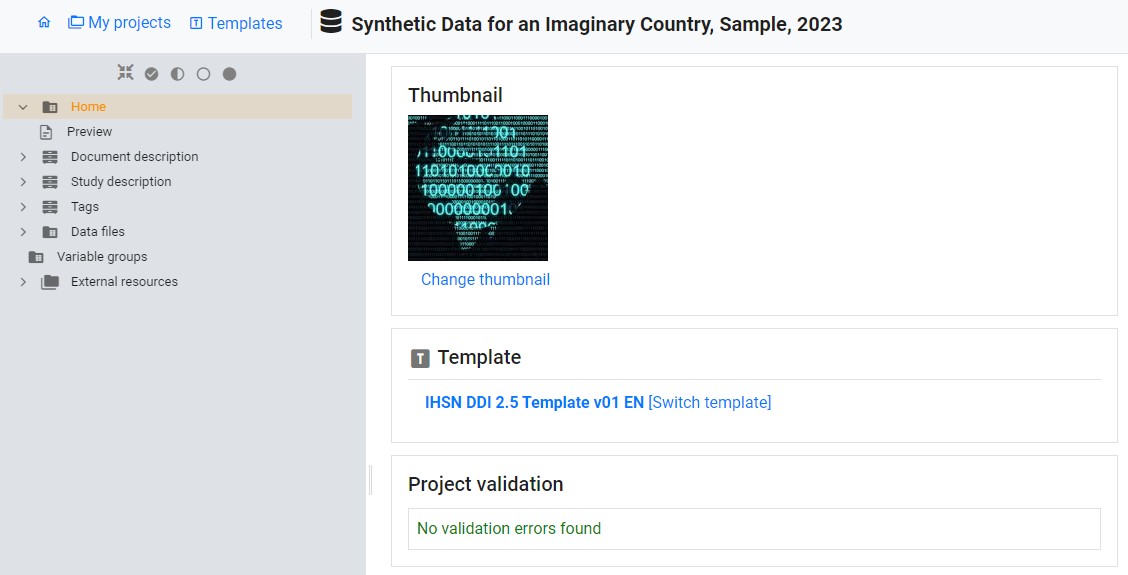 My projects
Templates
Synthetic Data for an Imaginary Country, Sample, 2023
Home
Preview
Document description
Study description
Tags
Data files
Variable groups
External resources
Thumbnail
Change thumbnail
T Template
IHSN DDI 2.5 Template v01 EN [Switch template]
Project validation
No validation errors found